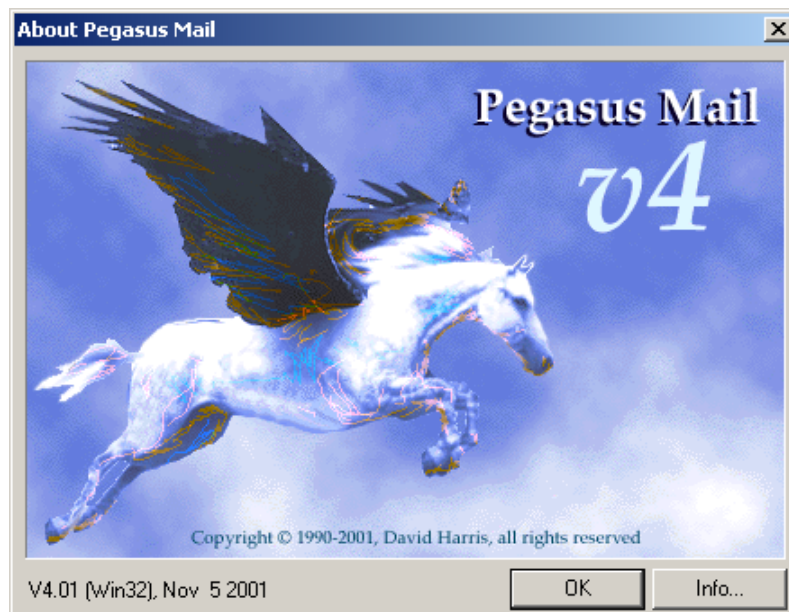 About Pegasus Mail
Pegasus Mail
v4
Copyright © 1990-2001, David Harris, all rights reserved
V4.01 (Win32), Nov  5 2001
OK
Info...